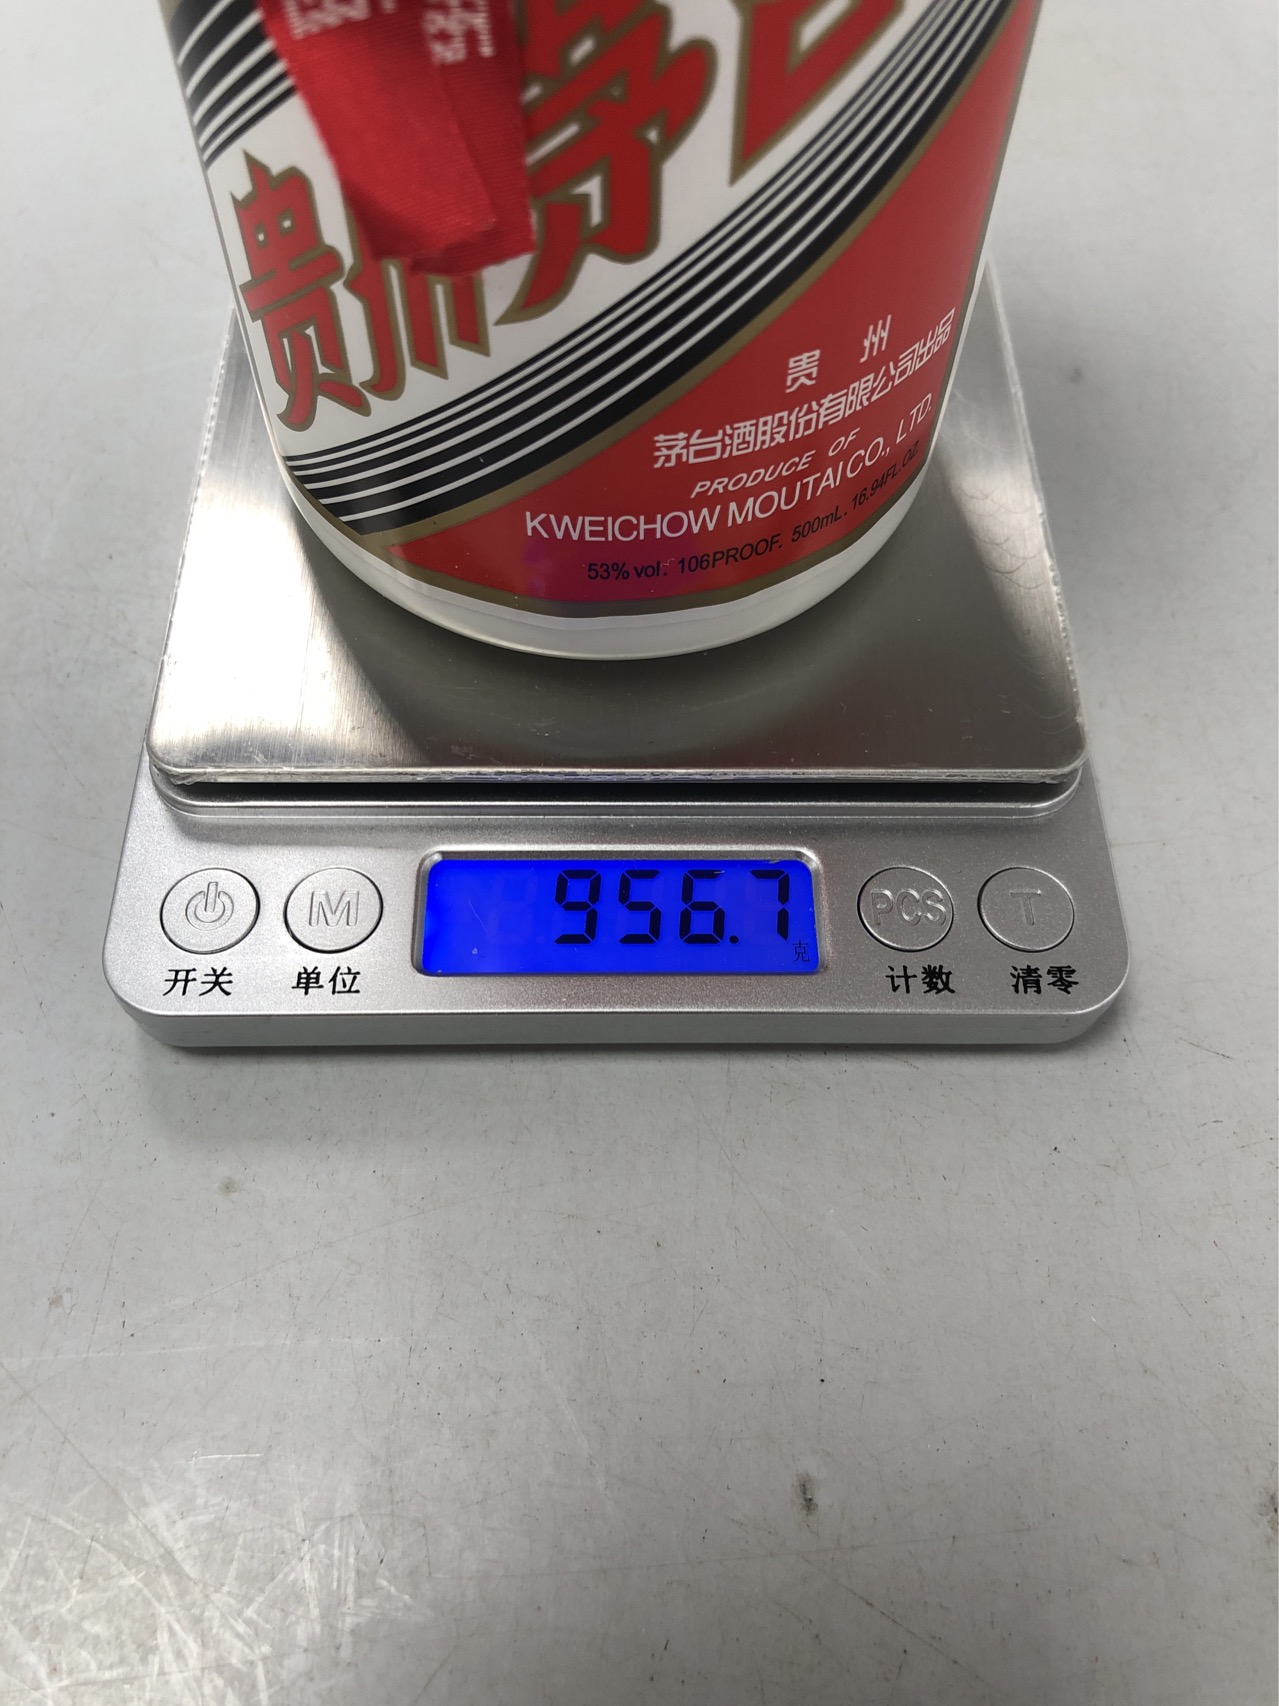 贵州茅台
贵 州
茅台酒股份有限公司出品
PRODUCE OF
KWEICHOW MOUTAI CO., LTD.
53% vol. 106PROOF. 500mL. 16.94FL.OZ.
956.7
克
M
PCS
T
开关
单位
计数
清零